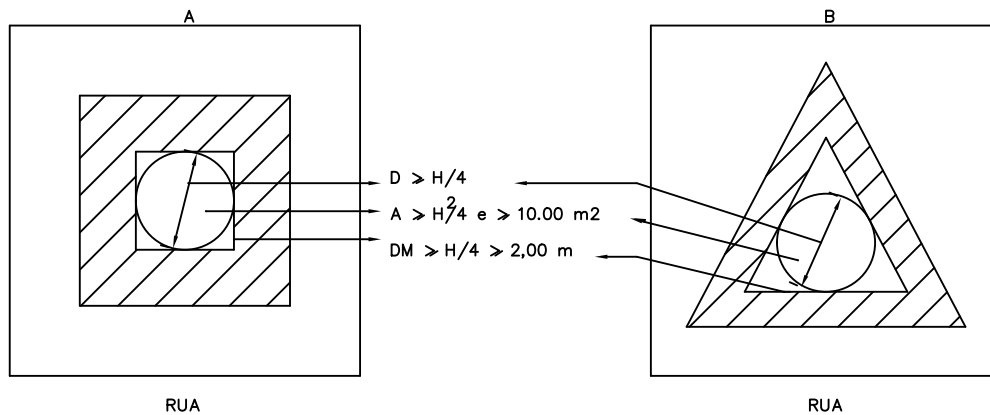 A
B
D ⩾ H/4
A ⩾ H²/4 e ⩾ 10.00 m2
DM ⩾ H/4 ⩾ 2,00 m
RUA
RUA